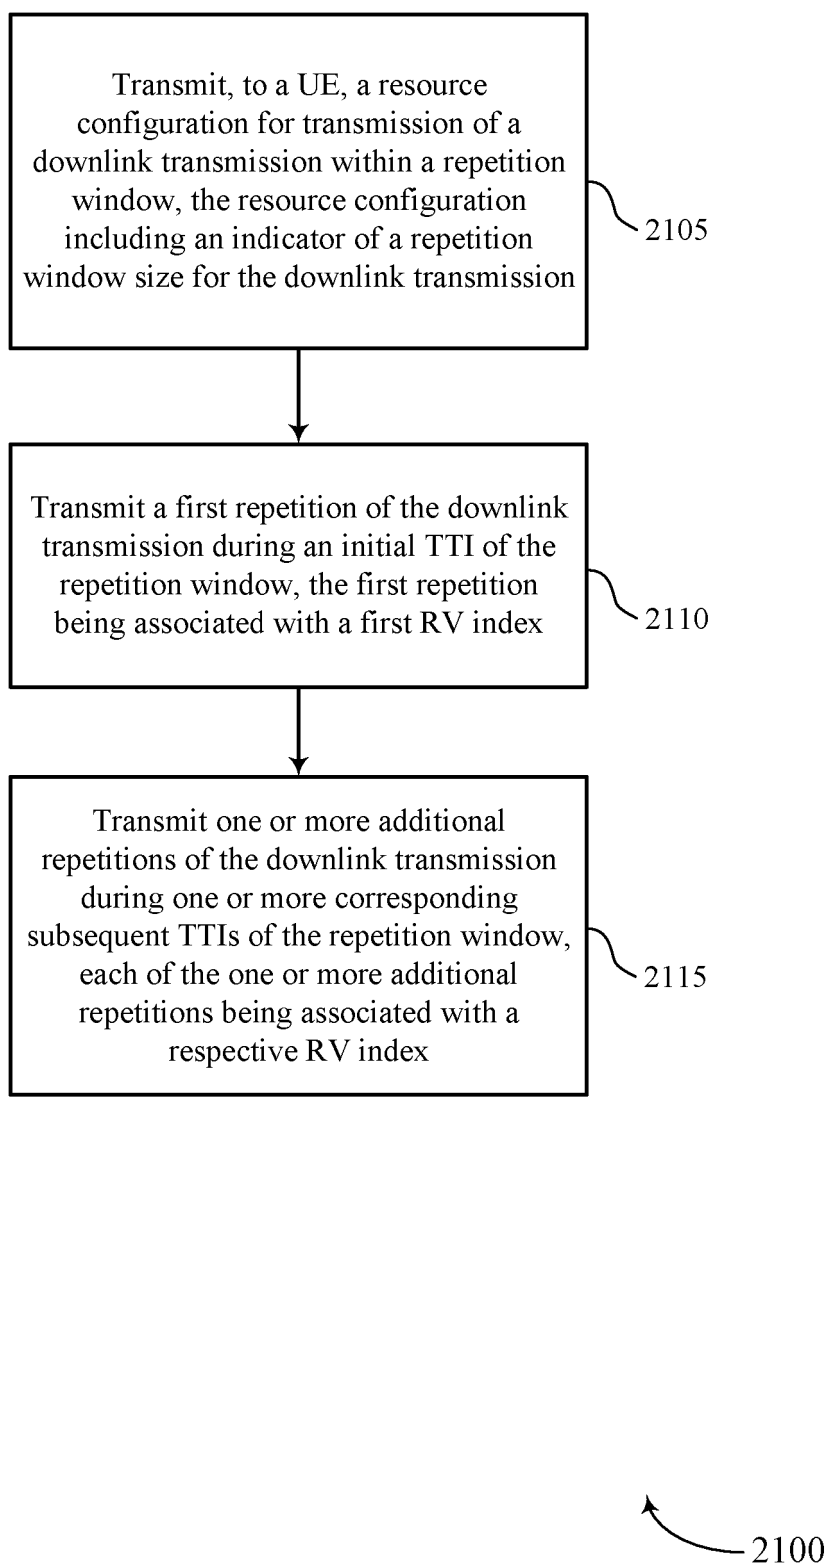 Transmit, to a UE, a resource
configuration for transmission of a
downlink transmission within a repetition
window, the resource configuration
including an indicator of a repetition
window size for the downlink transmission
2105
Transmit a first repetition of the downlink
transmission during an initial TTI of the
repetition window, the first repetition
being associated with a first RV index
2110
Transmit one or more additional
repetitions of the downlink transmission
during one or more corresponding
subsequent TTIs of the repetition window,
each of the one or more additional
repetitions being associated with a
respective RV index
2115
2100